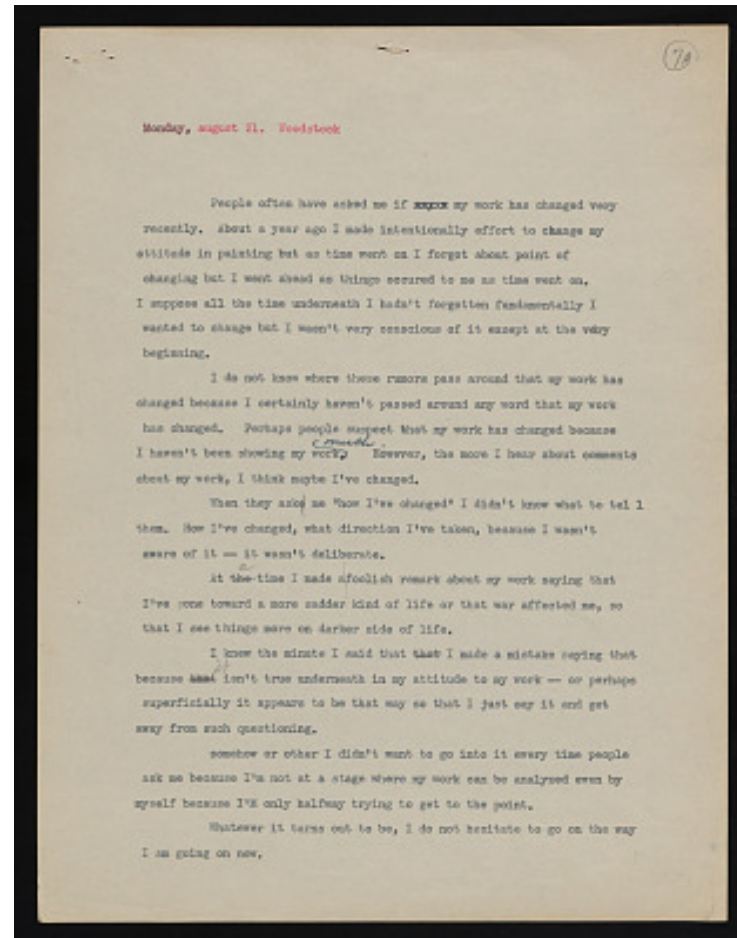 7a
Monday, august 21. Woodstock
People often have asked me if my work has changed very
recently. About a year ago I made intentionally effort to change my
attitude in painting but as time went on I forgot about point of
changing but I went ahead as things occured to me as time went on.
I suppose all the time underneath I hadn't forgotten fundamentally I
wanted to change but I wasn't very conscious of it except at the very
beginning.
I do not know where these rumors pass around that my work has
changed because I certainly haven't passed around any word that my work
has changed. Perhaps people suspect that my work has changed because
I haven't been showing my work, However, the more I hear about comments
about my work, I think maybe I've changed.
When they aske me "how I've changed" I didn't know what to tel l
them. How I've changed, what direction I've taken, because I wasn't
aware of it -- it wasn't deliberate.
a
At the time I made afoolish remark about my work saying that
I've gone toward a more sadder kind of life or that war affected me, so
that I see things more on darker side of life.
I knew the minute I said that that I made a mistake saying that
it
because that isn't true underneath in my attitude to my work -- or perhaps
superficially it appears to be that way so that I just say it and get
away from such questioning.
somehow or other I didn't want to go into it every time people
ask me because I'm not at a stage where my work can be analyzed even by
myself because I'M only halfway trying to get to the point.
Whatever it turns out to be, I do not hesitate to go on the way
I am going on now.